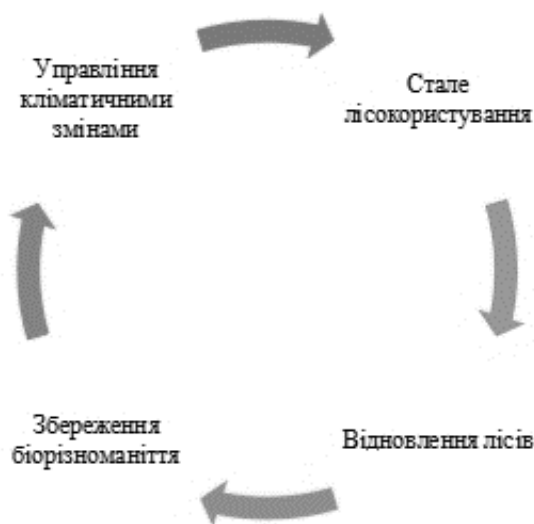 Управління
кліматичними
змінами
Стале
лісокористування
Відновлення лісів
Збереження
біорізноманіття